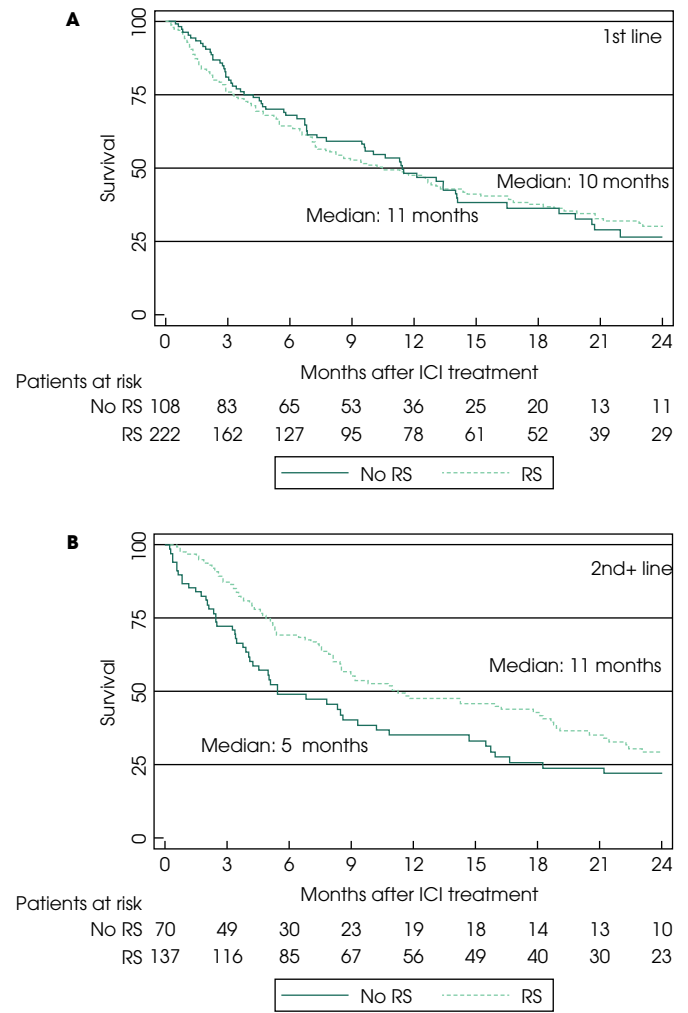 A
1st line
100
75
50
25
0
Survival
Median: 10 months
Median: 11 months
0 3 6 9 12 15 18 21 24
Months after ICI treatment
Patients at risk
No RS 108 83 65 53 36 25 20 13 11
RS 222 162 127 95 78 61 52 39 29
No RS RS
B
2nd+ line
100
75
50
25
0
Survival
Median: 11 months
Median: 5 months
0 3 6 9 12 15 18 21 24
Months after ICI treatment
Patients at risk
No RS 70 49 30 23 19 18 14 13 10
RS 137 116 85 67 56 49 40 30 23
No RS RS